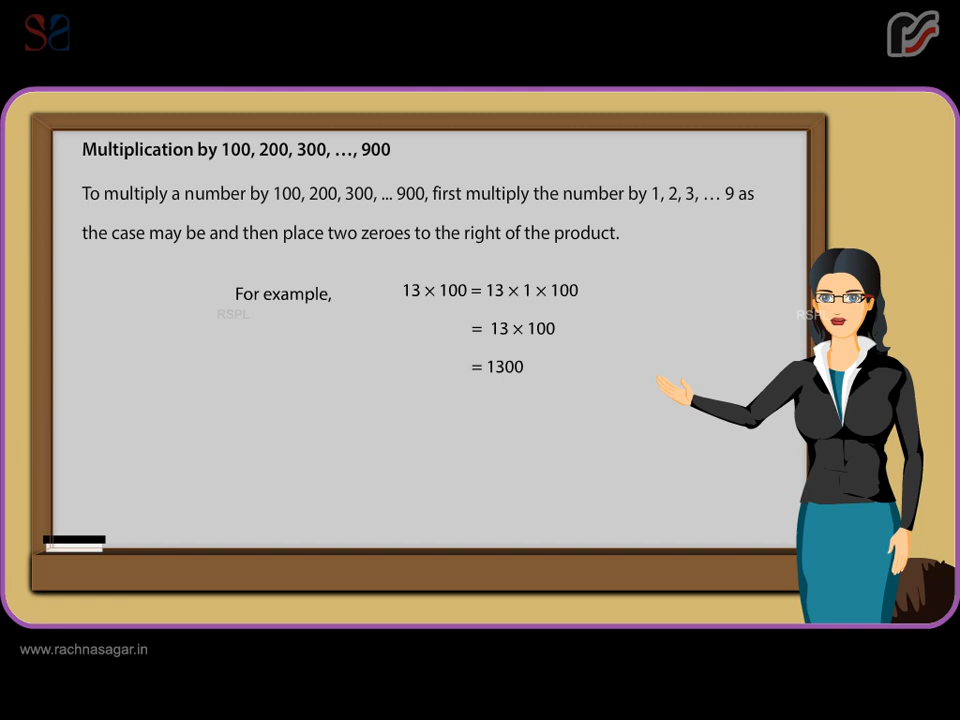 Multiplication by 100, 200, 300, …, 900
To multiply a number by 100, 200, 300, ... 900, first multiply the number by 1, 2, 3, … 9 as
the case may be and then place two zeroes to the right of the product.
For example, 13 × 100 = 13 × 1 × 100
RSPL
= 13 × 100
= 1300
www.rachnasagar.in